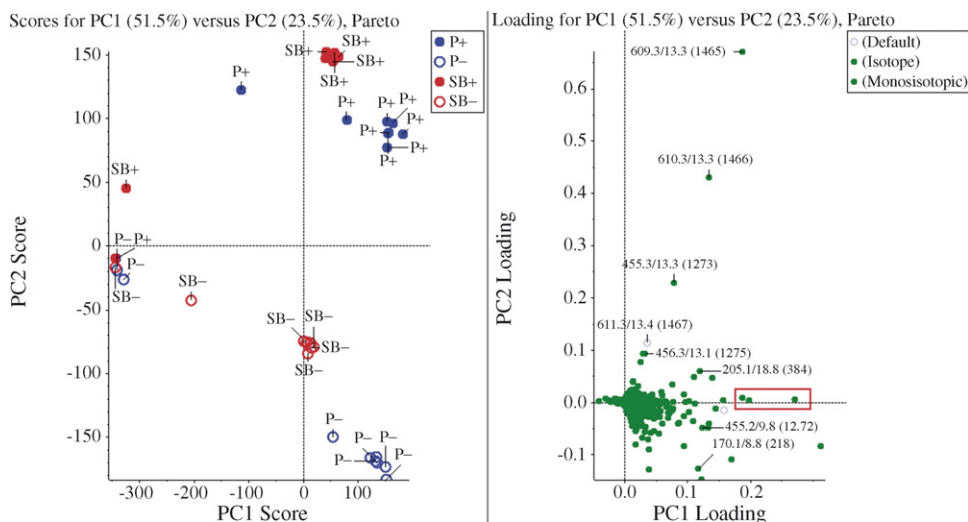 Scores for PC1 (51.5%) versus PC2 (23.5%), Pareto
P+
P−
SB+
SB−
150
100
50
0
-50
-100
-150
PC2 Score
SB+
SB+
SB+
SB+
P+
P+
P+
P+
P+
P+
P+
SB+
P− P+
P−
SB−
SB−
SB−
SB−
SB−
SB−
P−
P−
P−
P−
P−
-300
-200
-100
0
100
PC1 Score
Loading for PC1 (51.5%) versus PC2 (23.5%), Pareto
(Default)
(Isotope)
(Monosisotopic)
0.6
0.5
0.4
0.3
0.2
0.1
0.0
-0.1
PC2 Loading
609.3/13.3 (1465)
610.3/13.3 (1466)
455.3/13.3 (1273)
611.3/13.4 (1467)
456.3/13.1 (1275)
205.1/18.8 (384)
455.2/9.8 (12.72)
170.1/8.8 (218)
0.0
0.1
0.2
PC1 Loading